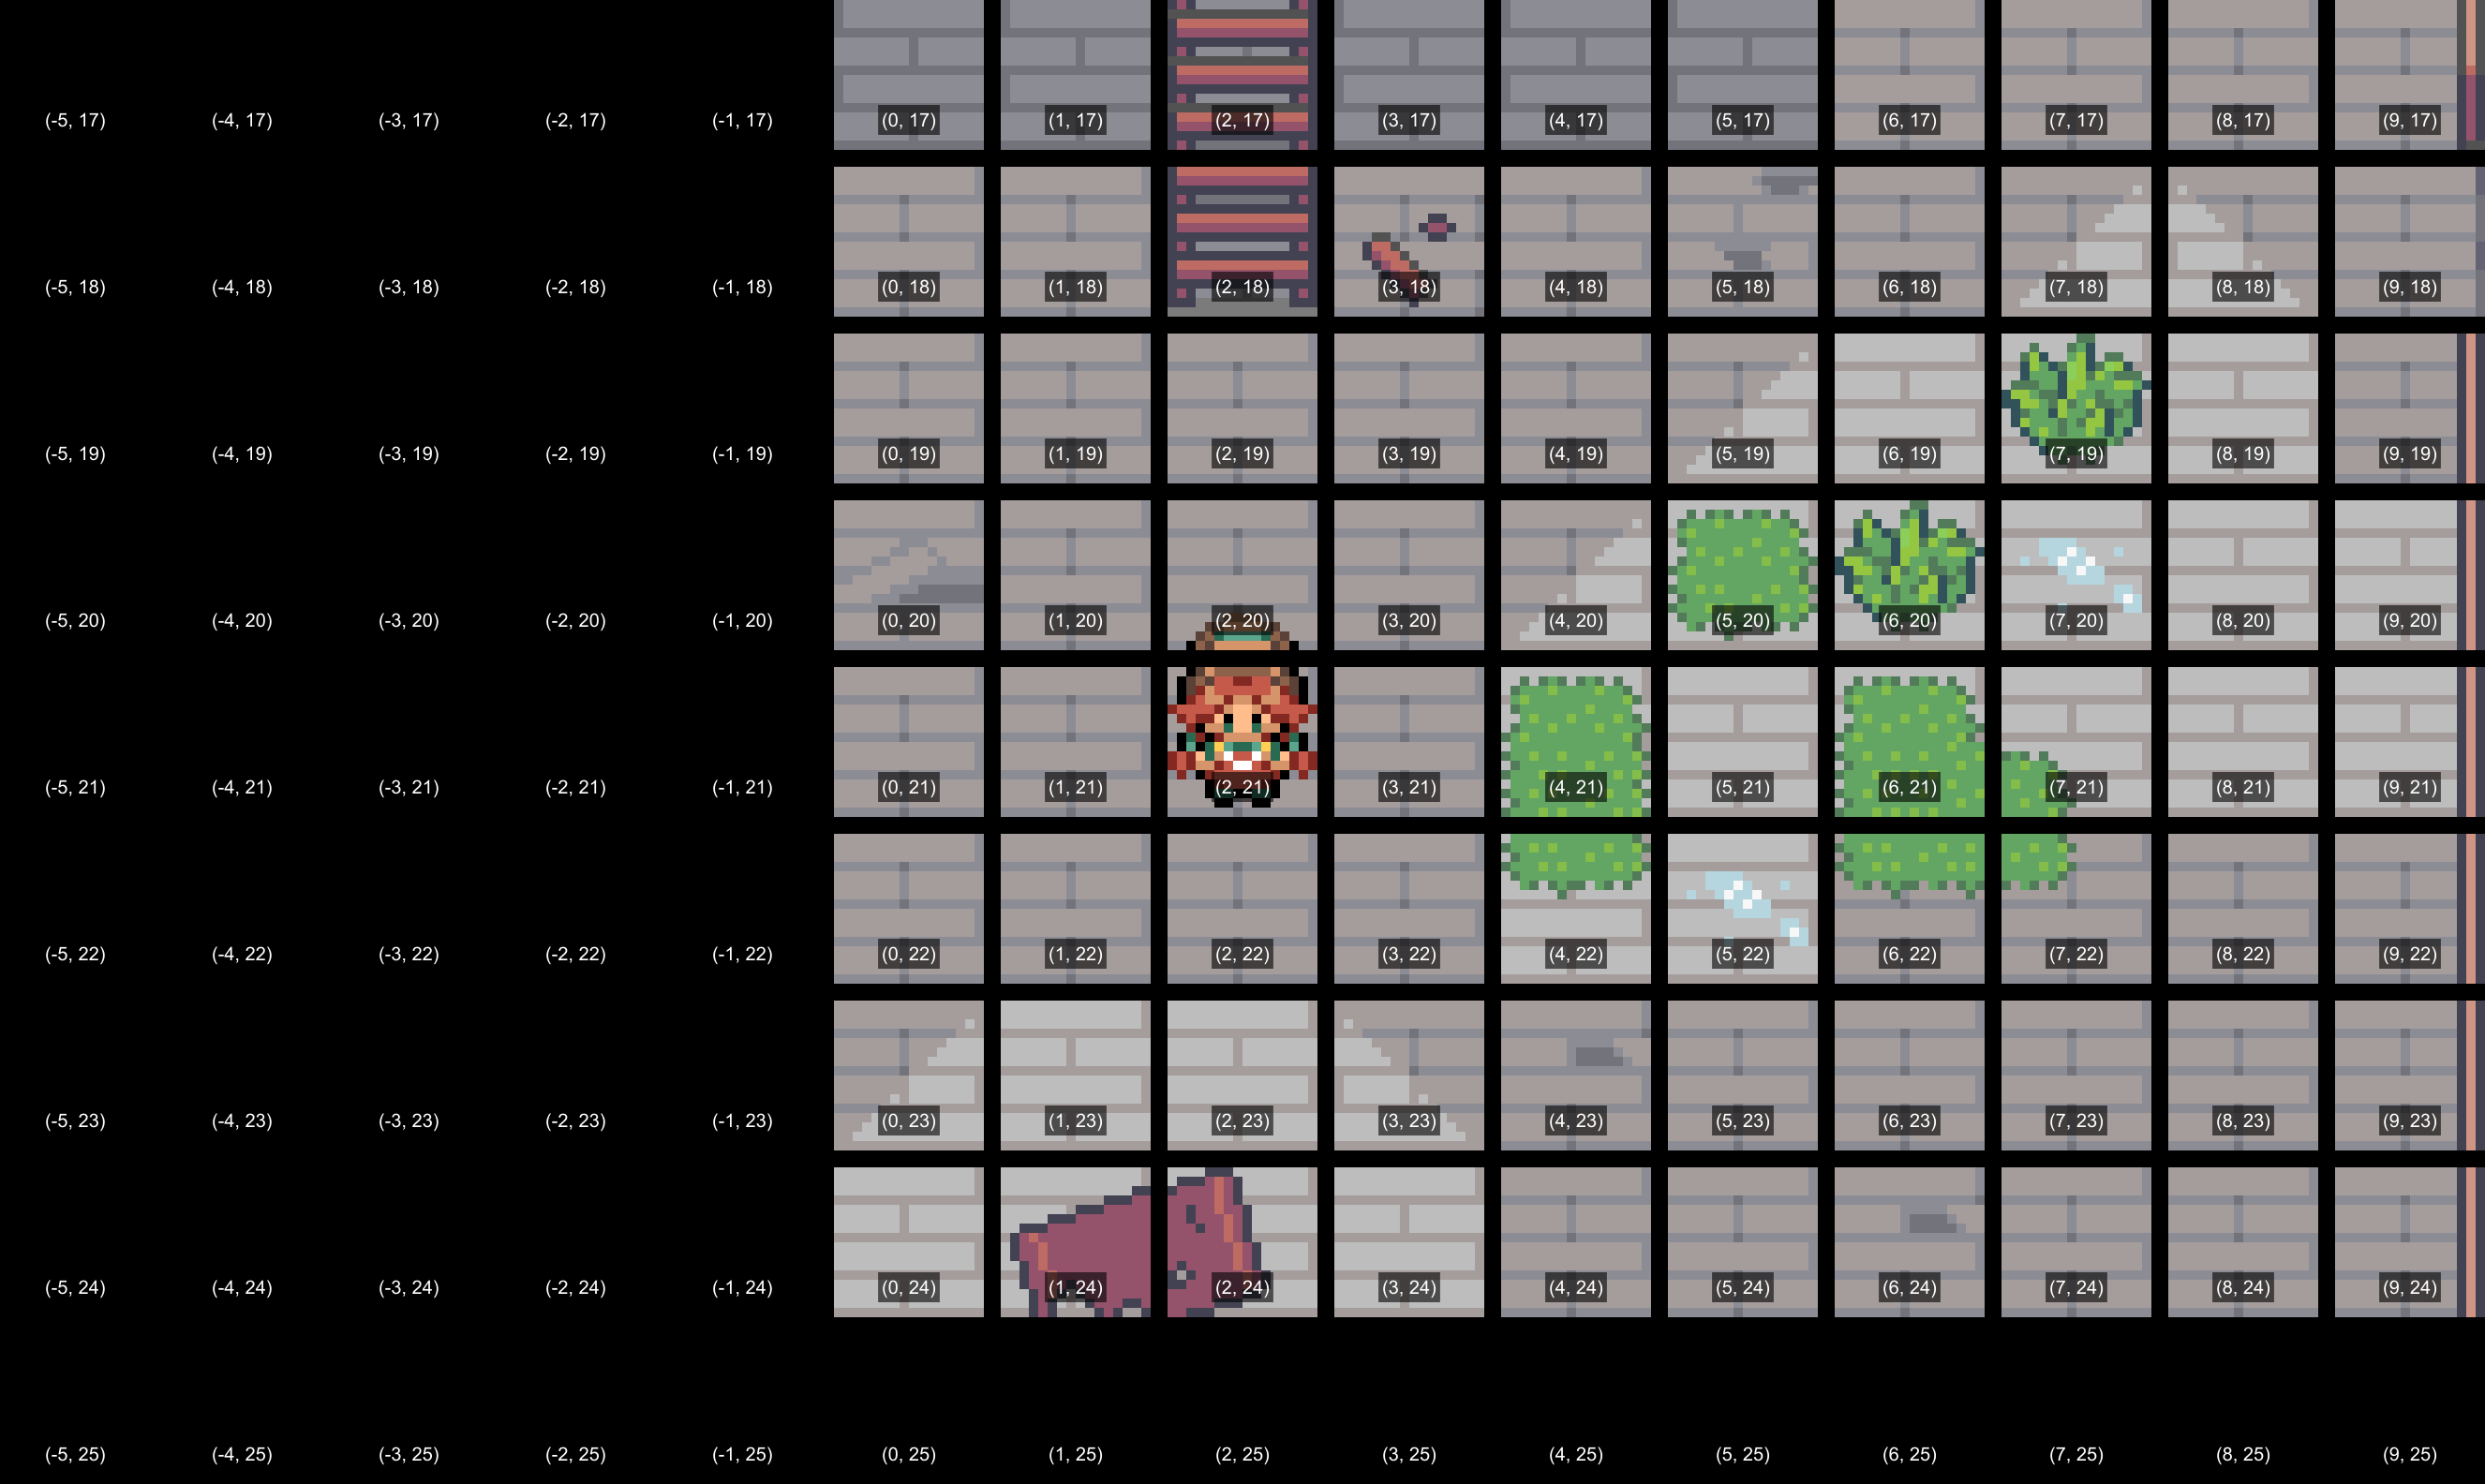 (-5, 17) (-4, 17) (-3, 17) (-2, 17) (-1, 17) (0, 17) (1, 17) (2, 17) (3, 17) (4, 17) (5, 17) (6, 17) (7, 17) (8, 17) (9, 17)
(-5, 18) (-4, 18) (-3, 18) (-2, 18) (-1, 18) (0, 18) (1, 18) (2, 18) (3, 18) (4, 18) (5, 18) (6, 18) (7, 18) (8, 18) (9, 18)
(-5, 19) (-4, 19) (-3, 19) (-2, 19) (-1, 19) (0, 19) (1, 19) (2, 19) (3, 19) (4, 19) (5, 19) (6, 19) (7, 19) (8, 19) (9, 19)
(-5, 20) (-4, 20) (-3, 20) (-2, 20) (-1, 20) (0, 20) (1, 20) (2, 20) (3, 20) (4, 20) (5, 20) (6, 20) (7, 20) (8, 20) (9, 20)
(-5, 21) (-4, 21) (-3, 21) (-2, 21) (-1, 21) (0, 21) (1, 21) (2, 21) (3, 21) (4, 21) (5, 21) (6, 21) (7, 21) (8, 21) (9, 21)
(-5, 22) (-4, 22) (-3, 22) (-2, 22) (-1, 22) (0, 22) (1, 22) (2, 22) (3, 22) (4, 22) (5, 22) (6, 22) (7, 22) (8, 22) (9, 22)
(-5, 23) (-4, 23) (-3, 23) (-2, 23) (-1, 23) (0, 23) (1, 23) (2, 23) (3, 23) (4, 23) (5, 23) (6, 23) (7, 23) (8, 23) (9, 23)
(-5, 24) (-4, 24) (-3, 24) (-2, 24) (-1, 24) (0, 24) (1, 24) (2, 24) (3, 24) (4, 24) (5, 24) (6, 24) (7, 24) (8, 24) (9, 24)
(-5, 25) (-4, 25) (-3, 25) (-2, 25) (-1, 25) (0, 25) (1, 25) (2, 25) (3, 25) (4, 25) (5, 25) (6, 25) (7, 25) (8, 25) (9, 25)